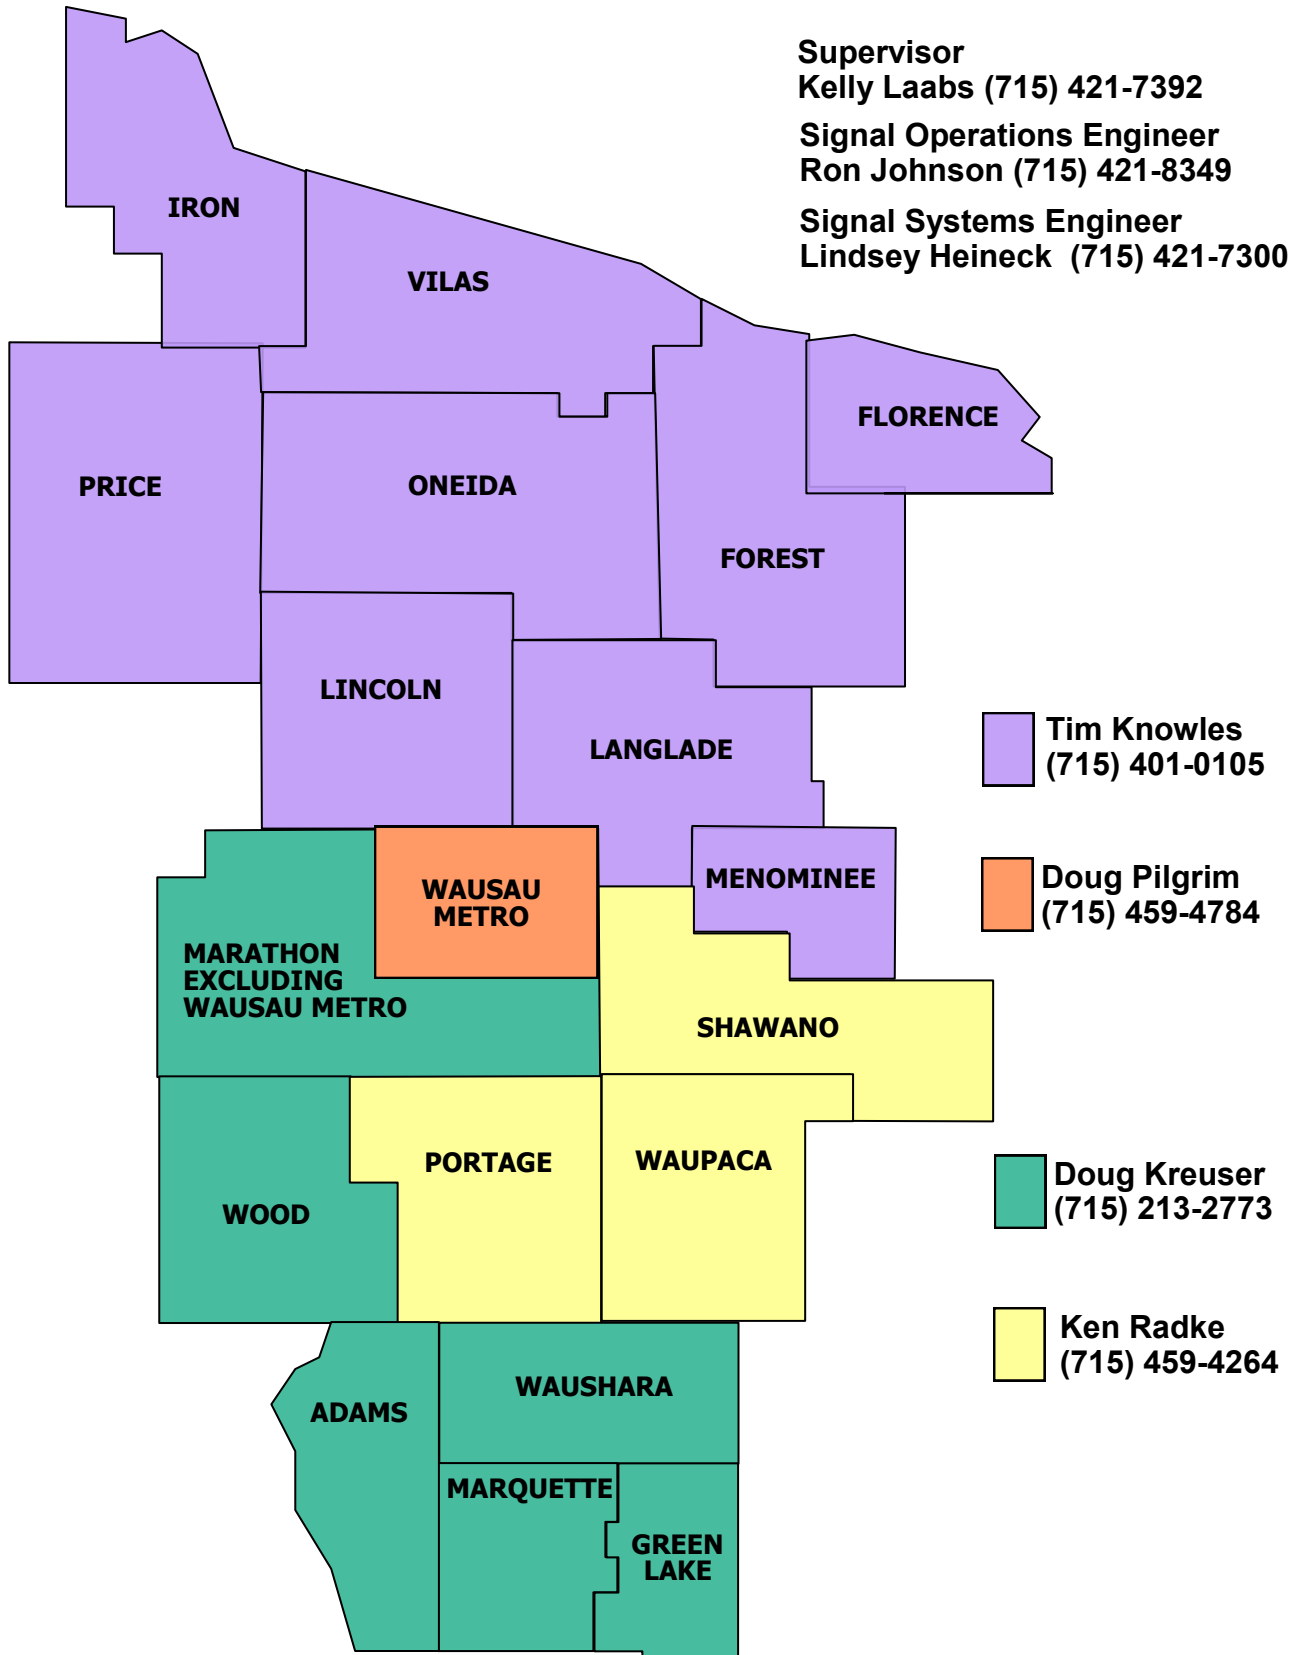 Supervisor
Kelly Laabs (715) 421-7392
Signal Operations Engineer
Ron Johnson (715) 421-8349
Signal Systems Engineer
Lindsey Heineck (715) 421-7300
IRON
VILAS
FLORENCE
PRICE
ONEIDA
FOREST
LINCOLN
LANGLADE
Tim Knowles
(715) 401-0105
MENOMINEE
WAUSAU
METRO
Doug Pilgrim
(715) 459-4784
MARATHON
EXCLUDING
WAUSAU METRO
SHAWANO
PORTAGE
WAUPACA
WOOD
Doug Kreuser
(715) 213-2773
Ken Radke
(715) 459-4264
WAUSHARA
ADAMS
MARQUETTE
GREEN
LAKE